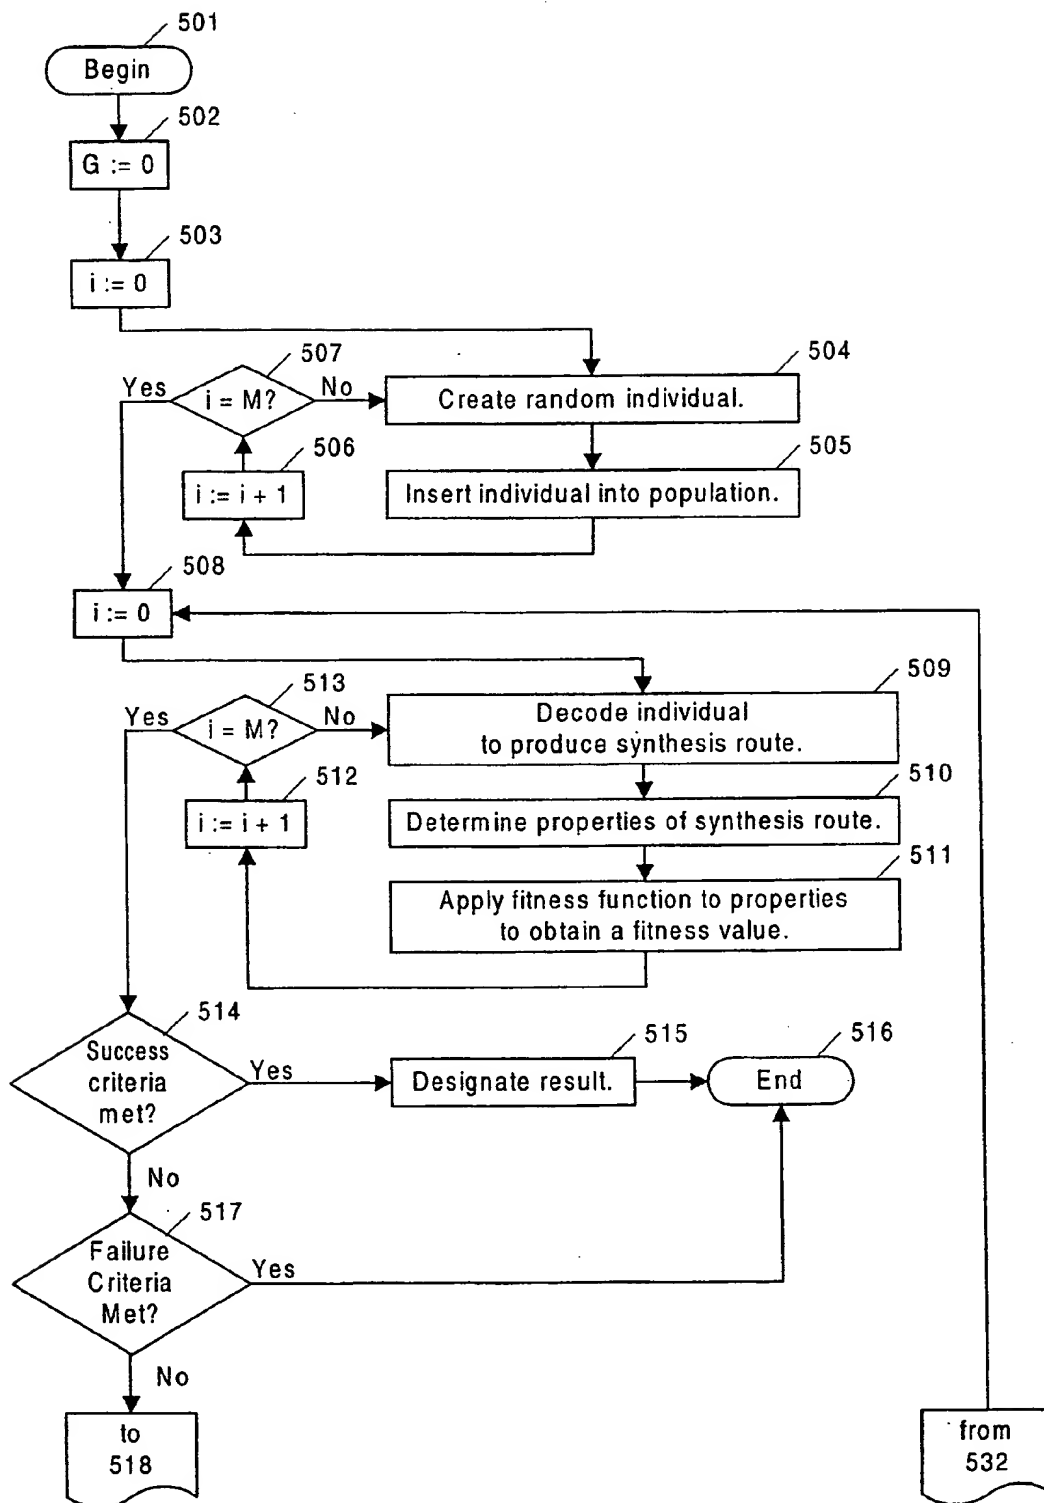 501
Begin
502
G := 0
503
i := 0
507
504
Yes
i = M?
No
Create random individual.
506
505
i := i + 1
Insert individual into population.
508
i := 0
513
509
Yes
i = M?
No
Decode individual
to produce synthesis route.
512
510
i := i + 1
Determine properties of synthesis route.
511
Apply fitness function to properties
to obtain a fitness value.
514
Success
criteria
met?
Yes
515
Designate result.
516
End
No
517
Failure
Criteria
Met?
Yes
No
to
518
from
532